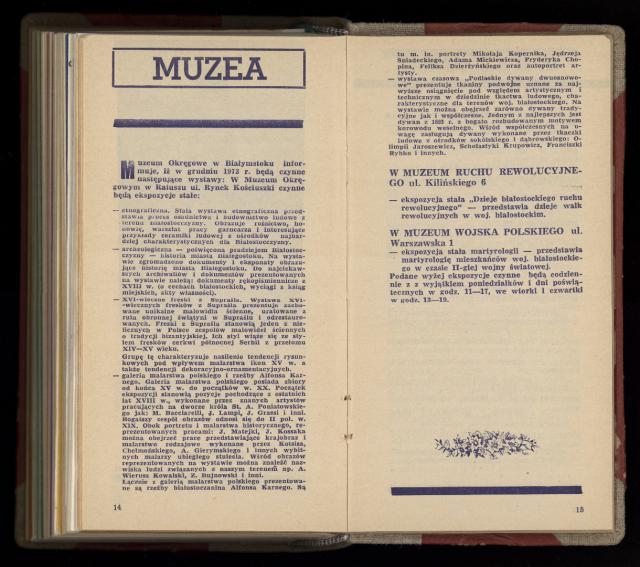 MUZEA
Muzeum Okręgowe w Białymstoku infor-
muje, iż w grudniu 1973 r. będą czynne
następujące wystawy: W Muzeum Okrę-
gowym w Ratuszu ul. Rynek Kościuszki czynne
będą ekspozycje stałe:
— etnograficzna. Stała wystawa etnograficzna przed-
stawia prócz osadnictwa i budownictwo ludowe z
terenu Białostocczyzny. Obrazuje rolnictwo, ho-
dowlę, warsztat pracy garncarza i interesujące
przykłady ceramiki ludowej z ośrodków najbar-
dziej charakterystycznych dla Białostocczyzny.
— archeologiczna — poświęcona pradziejom Białostoc-
czyzny — historia miasta Białegostoku. Na wysta-
wie zgromadzono dokumenty i eksponaty obrazu-
jące historię miasta Białegostoku. Do najciekaw-
szych archiwaliów i dokumentów prezentowanych
na wystawie należą: dokumenty rękopiśmiennicze z
XVIII w. (o cechach białostockich, wyciągi z ksiąg
miejskich, akty własności).
— XVI-wieczne freski z Supraśla. Wystawa XVI-
-wiecznych fresków z Supraśla prezentuje zacho-
wane unikalne malowidła ścienne, uratowane z
ruin obronnej świątyni w Supraślu i odrestauro-
wanych. Freski z Supraśla stanowią jeden z nie-
licznych w Polsce zespołów malowideł ściennych
o tradycji bizantyjskiej. Ich styl wiąże się ze sty-
lem fresków cerkwi północnej Serbii z przełomu
XIV—XV wieku.
Grupę tę charakteryzuje nasilenie tendencji rysun-
kowych pod wpływem malarstwa ikon XV w. a
także tendencji dekoracyjno-ornamentacyjnych.
— galeria malarstwa polskiego i rzeźby Alfonsa Kar-
nego. Galeria malarstwa polskiego posiada zbiory
od końca XV w. do początków w. XX. Początek
ekspozycji stanowią pozycje pochodzące z ostatnich
lat XVIII w., wykonane przez znanych artystów
pracujących na dworze króla St. A. Poniatowskie-
go jak: M. Bacciarelli, J. Lampi, J. Grassi i inni.
Bogatszy zespół obrazów odnosi się do II poł. w.
XIX. Obok portretu i malarstwa historycznego, re-
prezentowanych pracami: J. Matejki, J. Kossaka
można obejrzeć prace przedstawiające krajobraz i
malarstwo rodzajowe wykonane przez Kotsisa,
Chełmońskiego, A. Gierymskiego i innych wybit-
nych malarzy ubiegłego stulecia. Wśród obrazów
reprezentowanych na wystawie można znaleźć naz-
wiska ludzi związanych z naszym terenem np. A.
Wierusz Kowalski, Z. Bujnowski i inni.
Łącznie z galerią malarstwa polskiego prezentowa-
ne są rzeźby białostoczanina Alfonsa Karnego. Są
14
tu m. in. portrety Mikołaja Kopernika, Jędrzeja
Śniadeckiego, Adama Mickiewicza, Fryderyka Cho-
pina, Feliksa Dzierżyńskiego oraz autoportret ar-
tysty.
— wystawa czasowa „Podlaskie dywany dwuosnowo-
we" prezentuje tkaniny podwójne uznane za naj-
wyższe osiągnięcie pod względem artystycznym i
technicznym w dziedzinie tkactwa ludowego, cha-
rakterystyczne dla terenów woj. białostockiego. Na
wystawie można obejrzeć zarówno dywany trady-
cyjne jak i współczesne. Jednym z najlepszych jest
dywan z 1893 r. z bogato rozbudowanym motywem
korowodu weselnego. Wśród współczesnych na u-
wagę zasługują dywany wykonane przez tkaczki
ludowe z ośrodków sokólskiego i dąbrowskiego: O-
limpii Jaroszewicz, Scholastyki Krupowicz, Franciszki
Rybko i innych.
W MUZEUM RUCHU REWOLUCYJNE-
GO ul. Kilińskiego 6
— ekspozycja stała „Dzieje białostockiego ruchu
rewolucyjnego" — przedstawia dzieje walk
rewolucyjnych w woj. białostockim.
W MUZEUM WOJSKA POLSKIEGO ul.
Warszawska 1
— ekspozycja stała martyrologii — przedstawia
martyrologię mieszkańców woj. białostockie-
go w czasie II-giej wojny światowej.
Podane wyżej ekspozycje czynne będą codzien-
nie z z wyjątkiem poniedziałków i dni poświą-
tecznych w godz. 11—17, we wtorki i czwartki
w godz. 13—19.
15